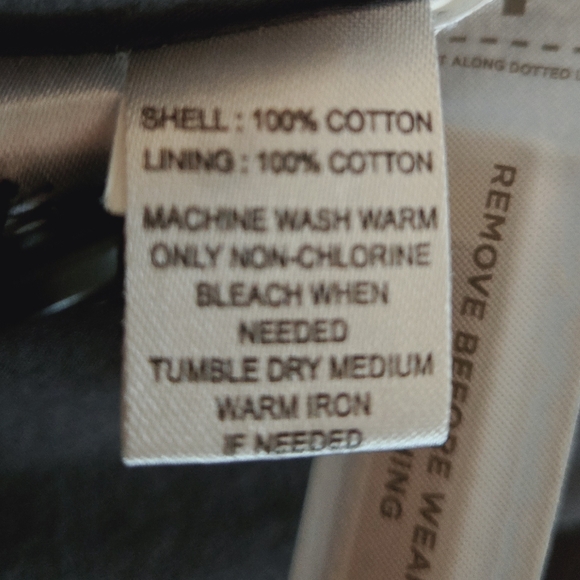 SHELL : 100% COTTON
LINING : 100% COTTON
MACHINE WASH WARM
ONLY NON-CHLORINE
BLEACH WHEN
NEEDED
TUMBLE DRY MEDIUM
WARM IRON
IF NEEDED
ALONG DOTTED
REMOVE BEFORE WEA